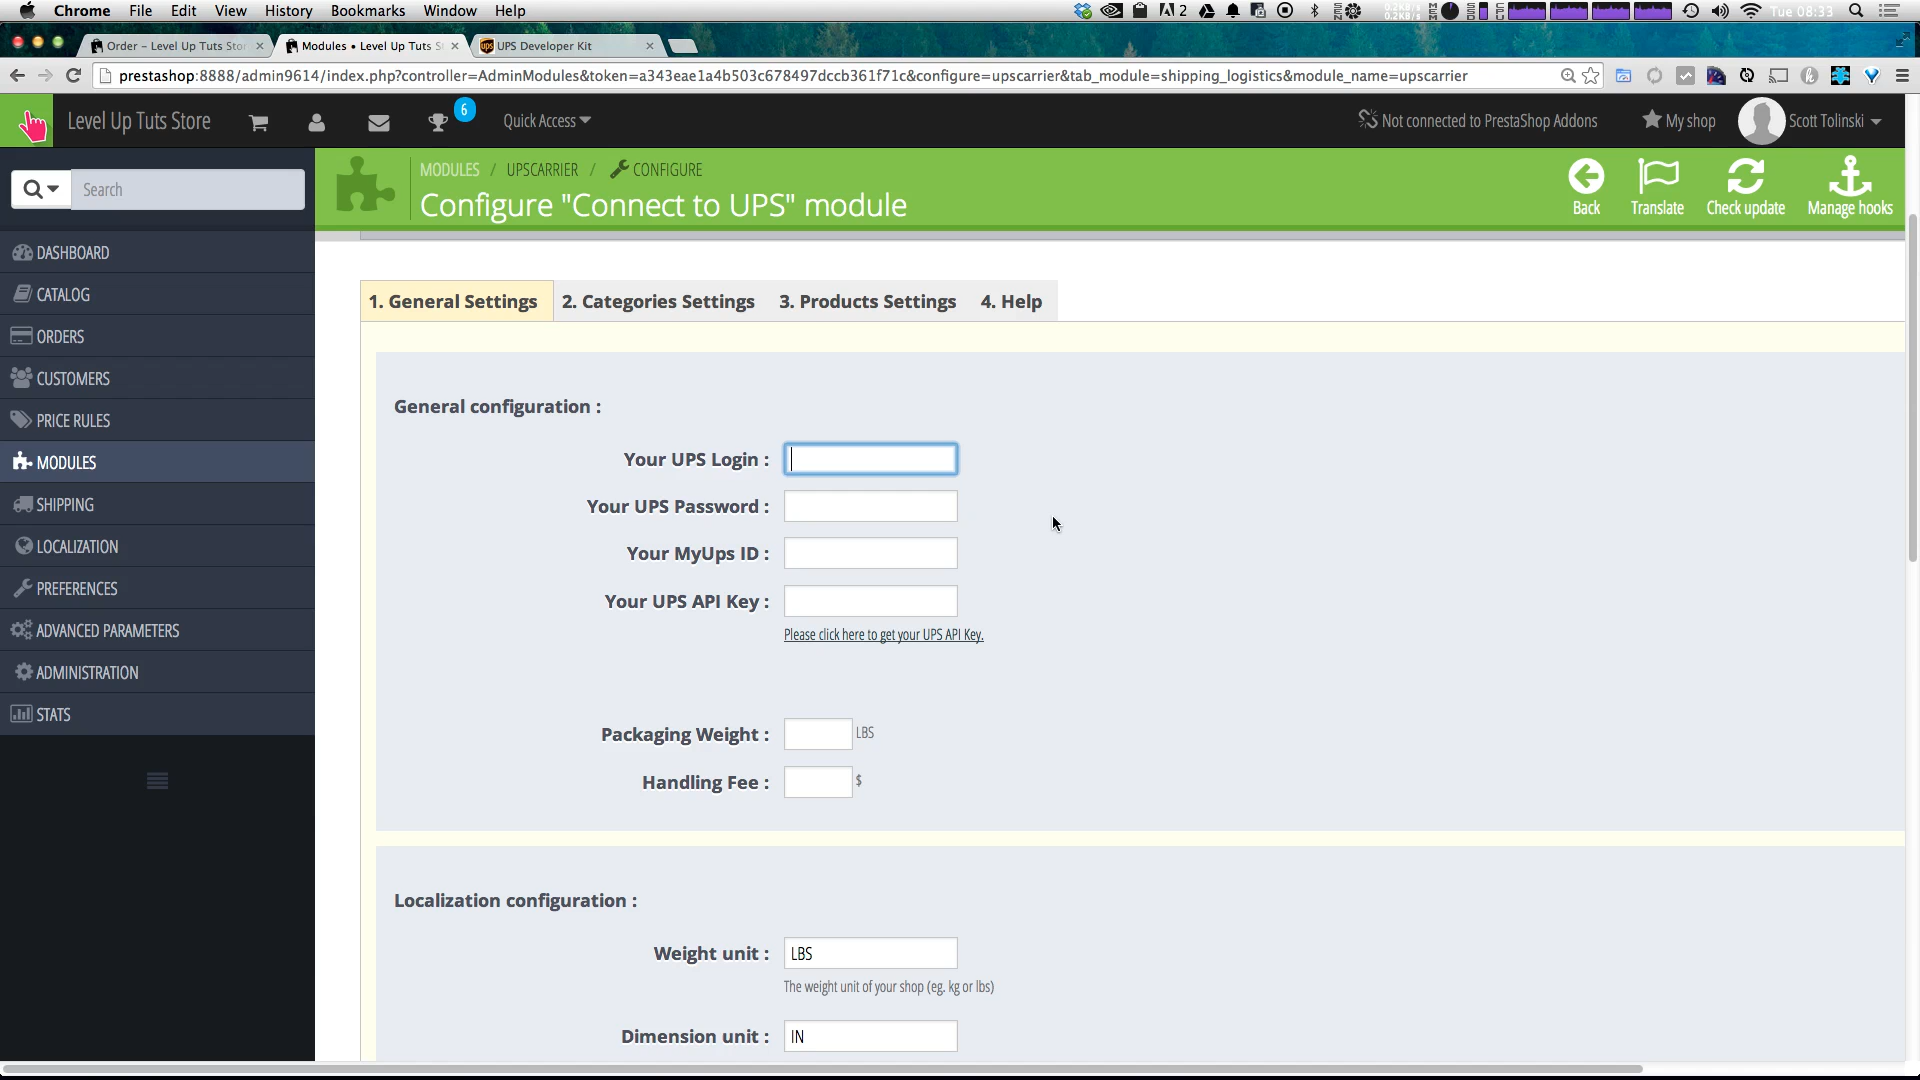 Chrome File Edit View History Bookmarks Window Help 2 Tue 08:33
Order – Level Up Tuts Stor Modules • Level Up Tuts S UPS Developer Kit
prestashop:8888/admin9614/index.php?controller=AdminModules&token=a343eae1a4b503c678497dccb361f71c&configure=upscarrier&tab_module=shipping_logistics&module_name=upscarrier
Level Up Tuts Store 6 Quick Access Not connected to PrestaShop Addons My shop Scott Tolinski
Search
MODULES / UPSCARRIER / CONFIGURE
Configure "Connect to UPS" module
Back Translate Check update Manage hooks
DASHBOARD
CATALOG
ORDERS
CUSTOMERS
PRICE RULES
MODULES
SHIPPING
LOCALIZATION
PREFERENCES
ADVANCED PARAMETERS
ADMINISTRATION
STATS
1. General Settings 2. Categories Settings 3. Products Settings 4. Help
General configuration :
Your UPS Login :
Your UPS Password :
Your MyUps ID :
Your UPS API Key :
Please click here to get your UPS API Key.
Packaging Weight : LBS
Handling Fee : $
Localization configuration :
Weight unit : LBS
The weight unit of your shop (eg. kg or lbs)
Dimension unit : IN